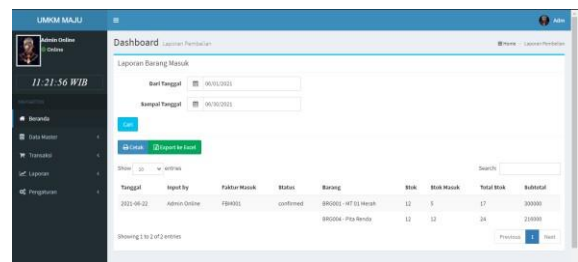 UMKM MAJU
Adm
Admin Online
Online
Dashboard Laporan Pembelian
Home Laporan Pembelian
Laporan Barang Masuk
11:21:56 WIB
Dari Tanggal 06/01/2021
Sampai Tanggal 06/30/2021
Cari
Beranda
Data Master
Transaksi
Laporan
Pengaturan
Cetak Export ke Excel
Show 10 entries
Search:
Tanggal Input by Faktur Masuk Status Barang Stok Stok Masuk Total Stok Subtotal
2021-06-22 Admin Online FBM001 confirmed BRG001 - HIT 01 Merah 12 5 17 300000
BRG004 - Pita Renda 12 12 24 216000
Showing 1 to 2 of 2 entries
Previous 1 Next